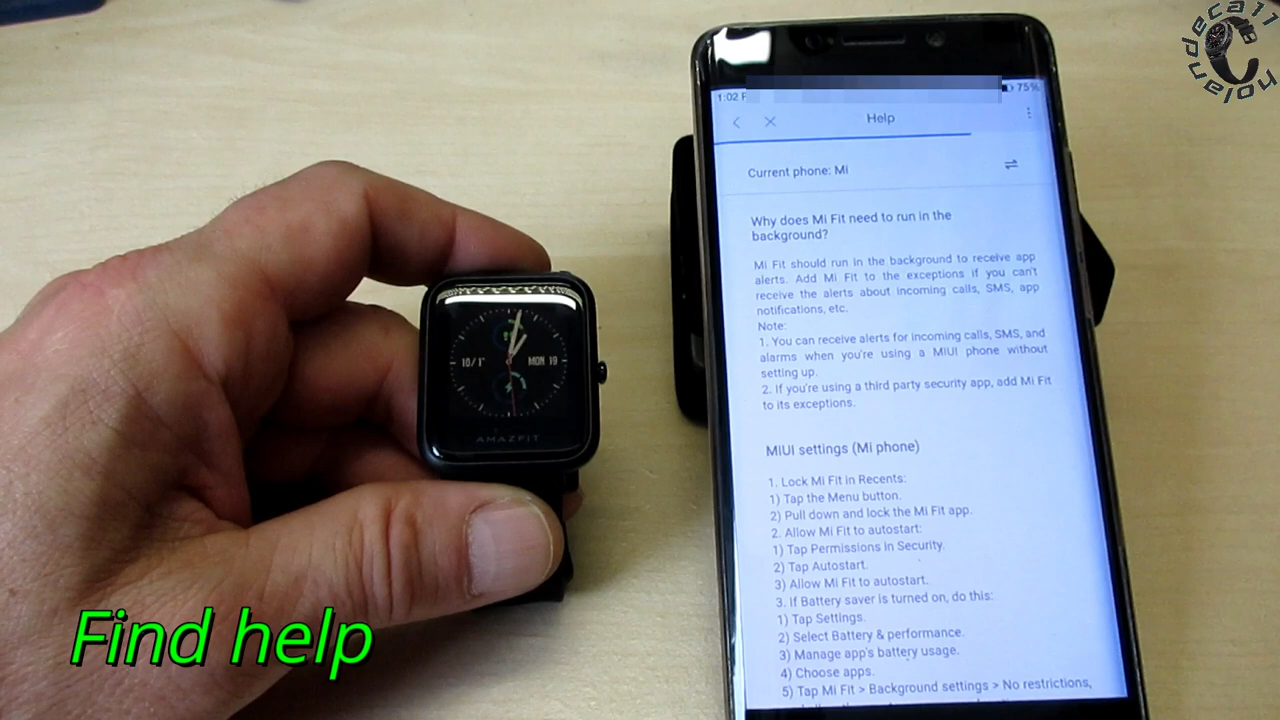 holandeca11
1:02 P
75%
Help
Current phone: Mi
Why does Mi Fit need to run in the
background?
Mi Fit should run in the background to receive app
alerts. Add Mi Fit to the exceptions if you can't
receive the alerts about incoming calls, SMS, app
notifications, etc.
Note:
1. You can receive alerts for incoming calls, SMS, and
alarms when you're using a MIUI phone without
setting up.
2. If you're using a third party security app, add Mi Fit
to its exceptions.
MIUI settings (Mi phone)
1. Lock Mi Fit in Recents:
1) Tap the Menu button.
2) Pull down and lock the Mi Fit app.
2. Allow Mi Fit to autostart:
1) Tap Permissions in Security.
2) Tap Autostart.
3) Allow Mi Fit to autostart.
3. If Battery saver is turned on, do this:
1) Tap Settings.
2) Select Battery & performance.
3) Manage app's battery usage.
4) Choose apps.
5) Tap Mi Fit > Background settings > No restrictions,
10/1°
MON 19
AMAZFIT
Find help